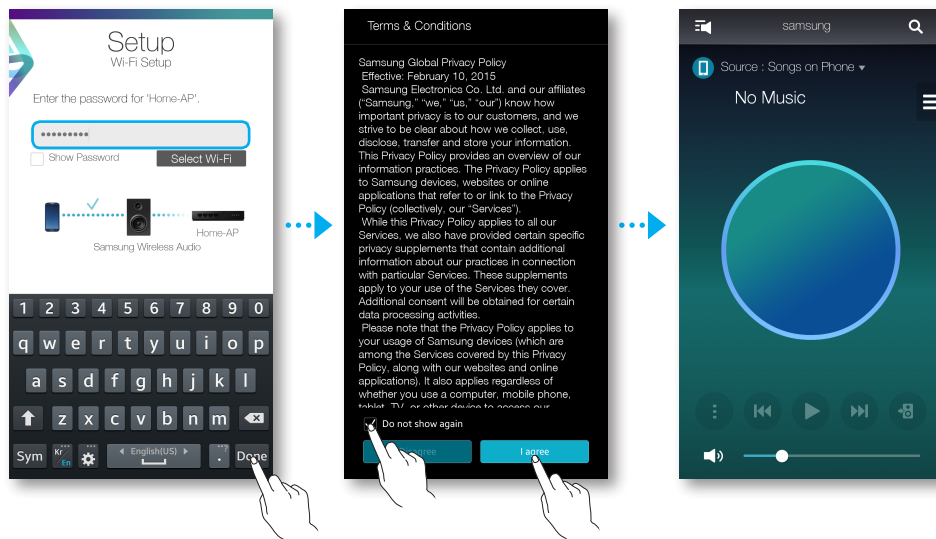 Setup
Wi-Fi Setup
Enter the password for 'Home-AP'.
•••••••••
Show Password
Select Wi-Fi
Home-AP
Samsung Wireless Audio
1 2 3 4 5 6 7 8 9 0
q w e r t y u i o p
a s d f g h j k l
z x c v b n m
Sym Kr/En English(US) . Done
Terms & Conditions
Samsung Global Privacy Policy
Effective: February 10, 2015
Samsung Electronics Co. Ltd. and our affiliates
(“Samsung,” “we,” “us,” “our”) know how
important privacy is to our customers, and we
strive to be clear about how we collect, use,
disclose, transfer and store your information.
This Privacy Policy provides an overview of our
information practices. The Privacy Policy applies
to Samsung devices, websites or online
applications that refer to or link to the Privacy
Policy (collectively, our “Services”).
While this Privacy Policy applies to all our
Services, we also have provided certain specific
privacy supplements that contain additional
information about our practices in connection
with particular Services. These supplements
apply to your use of the Services they cover.
Additional consent will be obtained for certain
data processing activities.
Please note that the Privacy Policy applies to
your usage of Samsung devices (which are
among the Services covered by this Privacy
Policy, along with our websites and online
applications). It also applies regardless of
whether you use a computer, mobile phone,
tablet, TV, or other device to access our
Do not show again
agree
I agree
samsung
Source : Songs on Phone
No Music